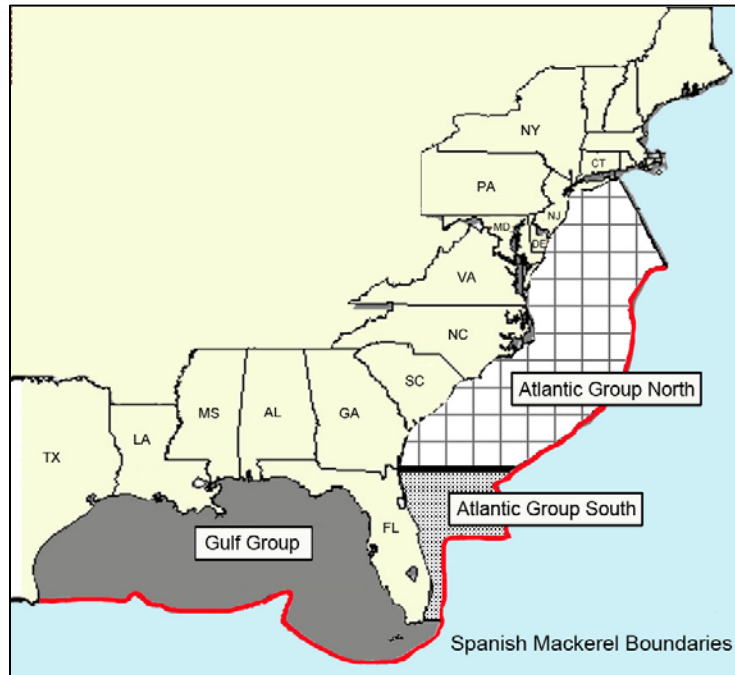 NY
CT
PA
NJ
MD
DE
VA
NC
SC
Atlantic Group North
MS
AL
GA
LA
TX
Atlantic Group South
FL
Gulf Group
Spanish Mackerel Boundaries